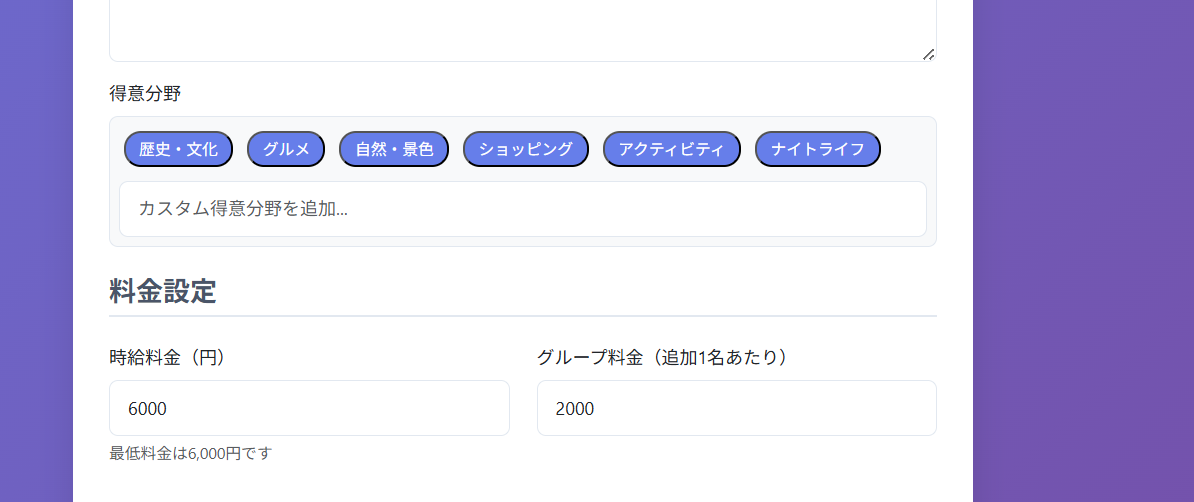 得意分野
歴史・文化 グルメ 自然・景色 ショッピング アクティビティ ナイトライフ
カスタム得意分野を追加...
料金設定
時給料金（円） グループ料金（追加1名あたり）
6000 2000
最低料金は6,000円です